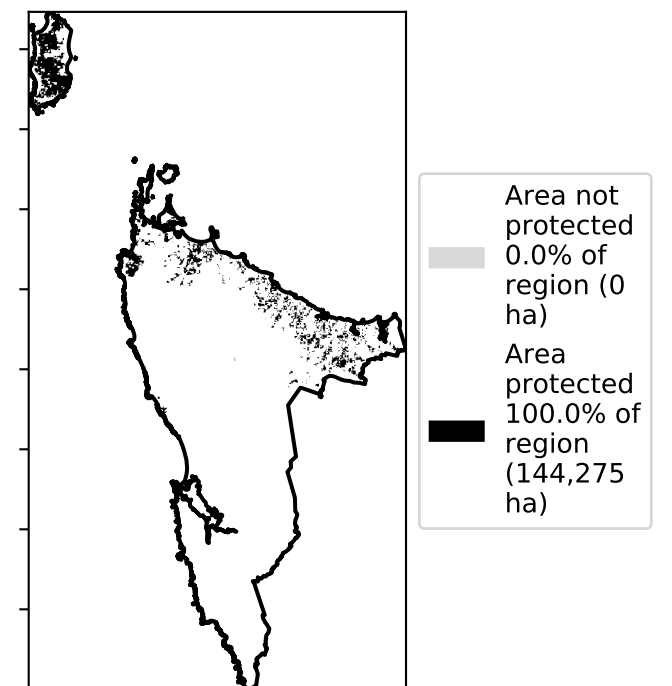 Area not
protected
0.0% of
region (0
ha)
Area
protected
100.0% of
region
(144,275
ha)